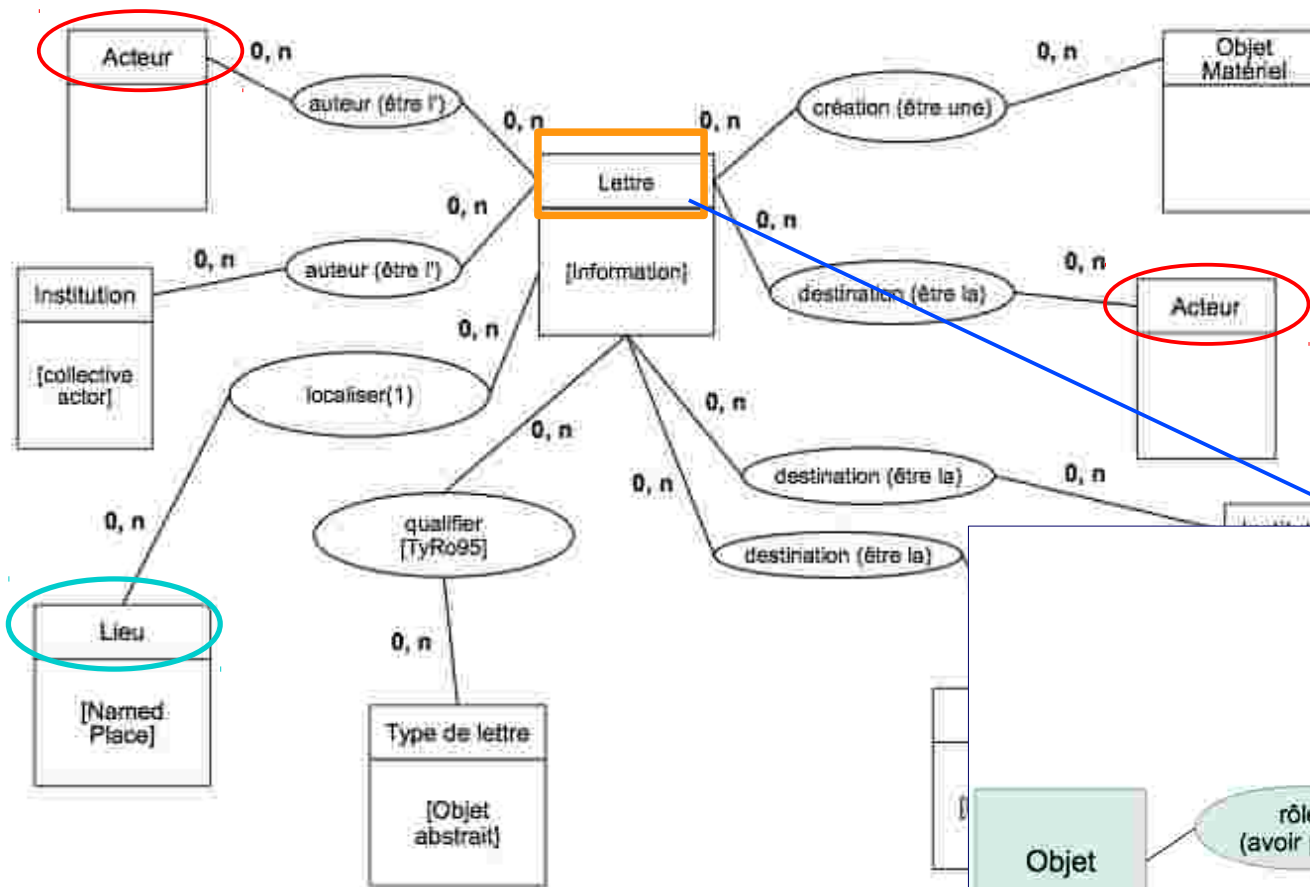 Acteur
0, n
auteur (être l')
0, n
0, n
création (être une)
0, n
Objet
Matériel
Lettre
[Information]
0, n
auteur (être l')
0, n
Institution
[collective
actor]
0, n
destination (être la)
0, n
Acteur
0, n
localiser(1)
0, n
Lieu
[Named
Place]
0, n
qualifier
[TyRo95]
0, n
Type de lettre
[Objet
abstrait]
0, n
destination (être la)
0, n
0, n
destination (être la)
Objet
(avoir